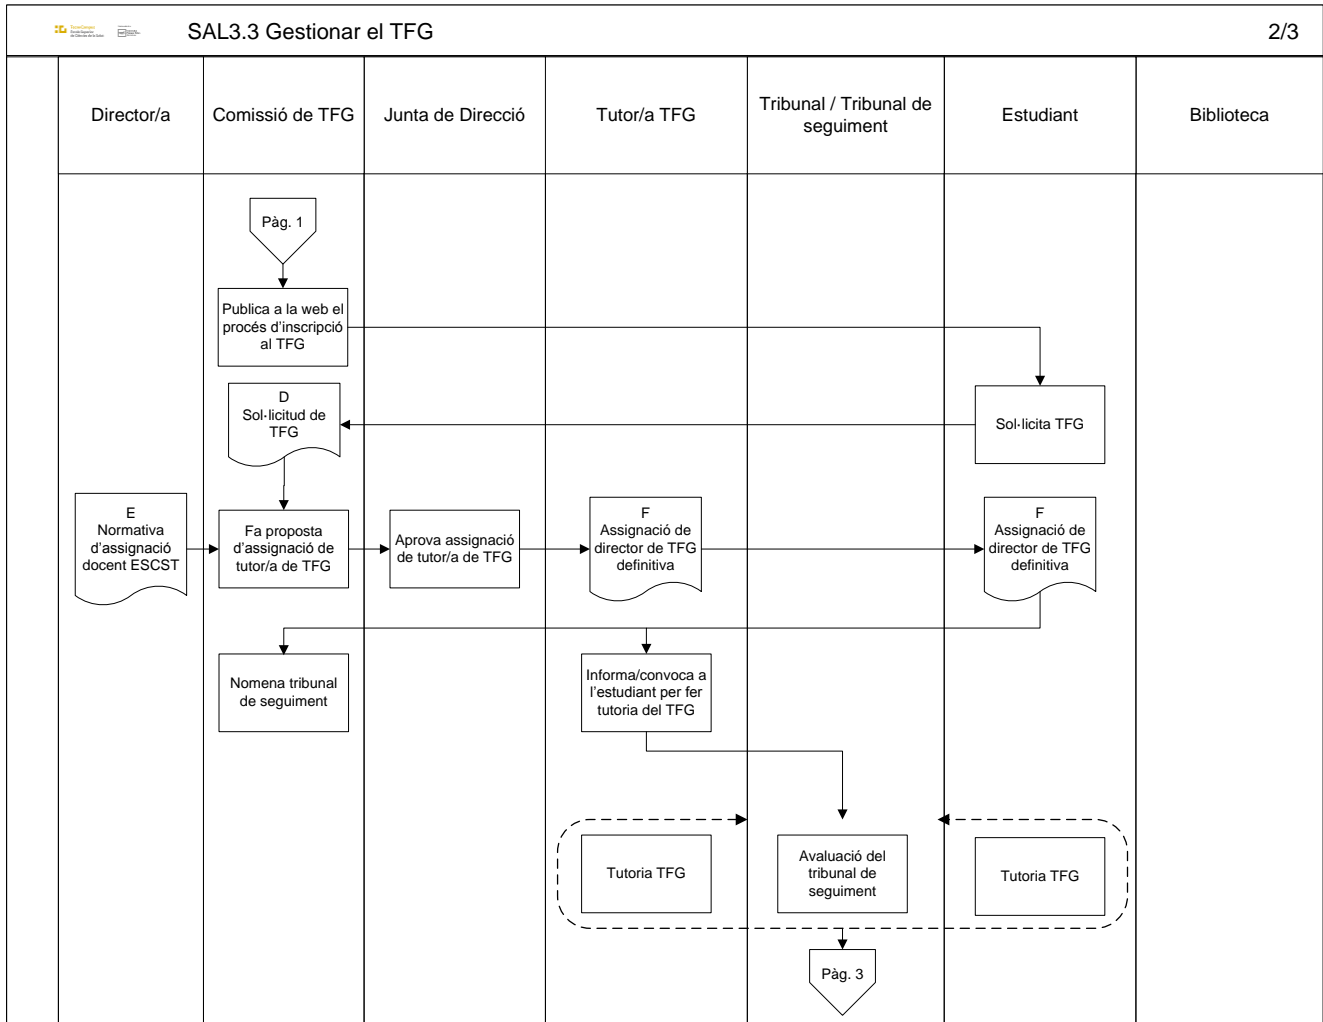 SAL3.3 Gestionar el TFG
2/3
Director/a
Comissió de TFG
Junta de Direcció
Tutor/a TFG
Tribunal / Tribunal de
seguiment
Estudiant
Biblioteca
Pàg. 1
Publica a la web el
procés d’inscripció
al TFG
D
Sol·licitud de
TFG
Sol·licita TFG
E
Normativa
d’assignació
docent ESCST
Fa proposta
d’assignació de
tutor/a de TFG
Aprova assignació
de tutor/a de TFG
F
Assignació de
director de TFG
definitiva
F
Assignació de
director de TFG
definitiva
Nomena tribunal
de seguiment
Informa/convoca a
l’estudiant per fer
tutoria del TFG
Tutoria TFG
Avaluació del
tribunal de
seguiment
Tutoria TFG
Pàg. 3